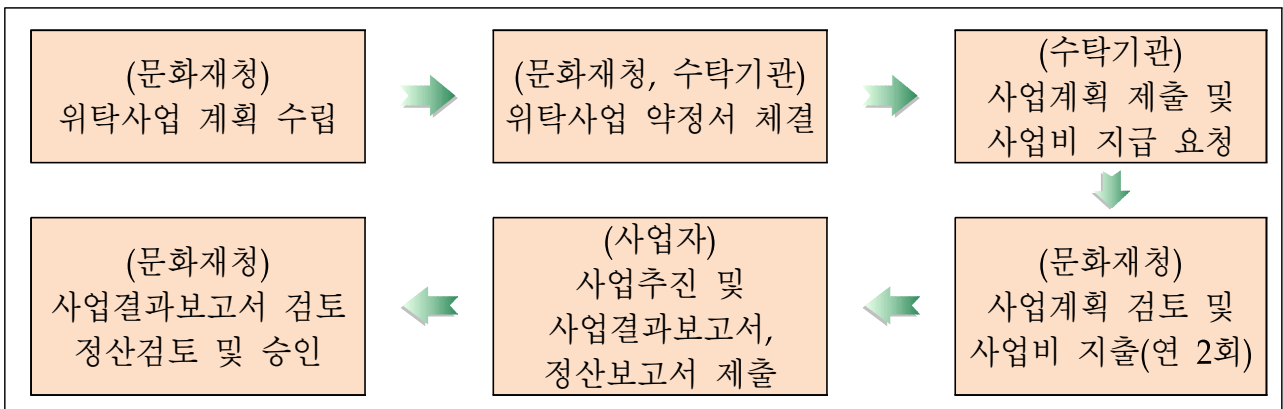 (문화재청)
위탁사업 계획 수립
(문화재청, 수탁기관)
위탁사업 약정서 체결
(수탁기관)
사업계획 제출 및
사업비 지급 요청
(문화재청)
사업계획 검토 및
사업비 지출(연 2회)
(사업자)
사업추진 및
사업결과보고서,
정산보고서 제출
(문화재청)
사업결과보고서 검토
정산검토 및 승인